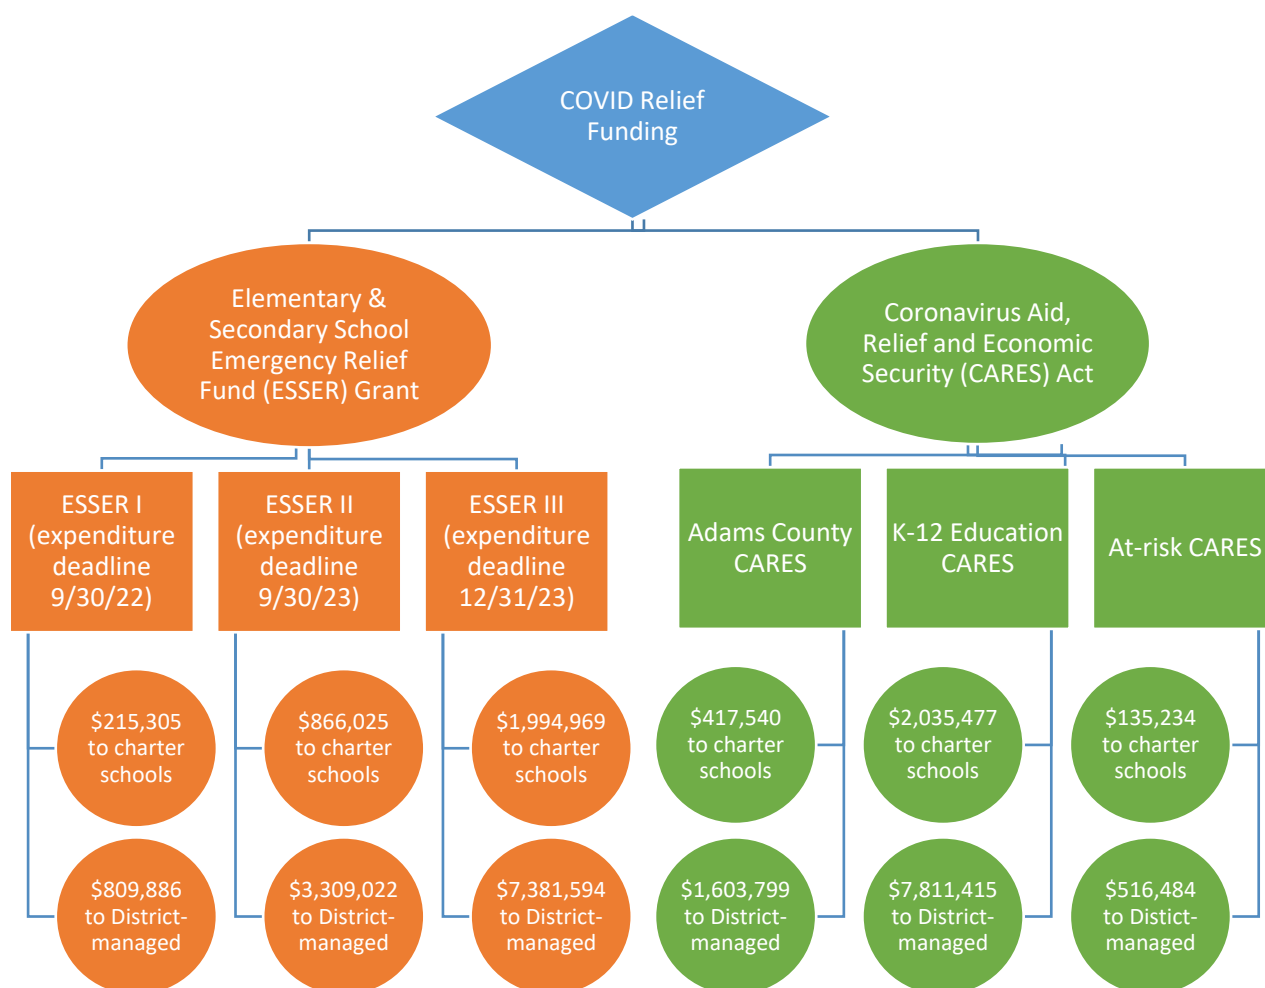 COVID Relief
Funding
Elementary &
Secondary School
Emergency Relief
Fund (ESSER) Grant
Coronavirus Aid,
Relief and Economic
Security (CARES) Act
ESSER I
(expenditure
deadline
9/30/22)
ESSER II
(expenditure
deadline
9/30/23)
ESSER III
(expenditure
deadline
12/31/23)
Adams County
CARES
K-12 Education
CARES
At-risk CARES
$215,305
to charter
schools
$866,025
to charter
schools
$1,994,969
to charter
schools
$417,540
to charter
schools
$2,035,477
to charter
schools
$135,234
to charter
schools
$809,886
to District-
managed
$3,309,022
to District-
managed
$7,381,594
to District-
managed
$1,603,799
to District-
managed
$7,811,415
to District-
managed
$516,484
to Distict-
managed